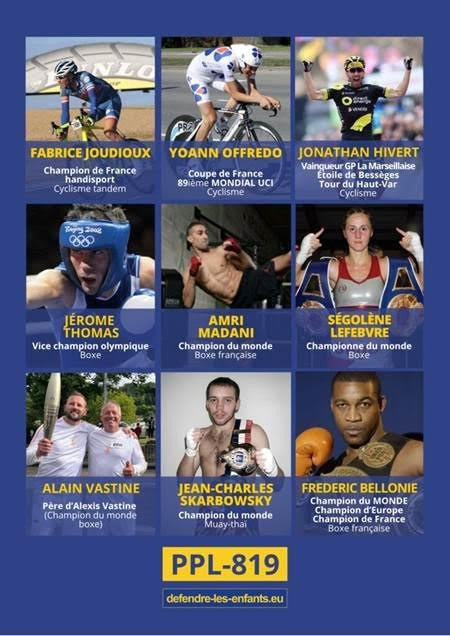 FABRICE JOUDIOUX
Champion de France
handisport
Cyclisme tandem
YOANN OFFREDO
Coupe de France
89ième MONDIAL UCI
Cyclisme
JONATHAN HIVERT
Vainqueur GP La Marseillaise
Étoile de Bessèges
Tour du Haut-Var
Cyclisme
Beijing 2008
JÉROME
THOMAS
Vice champion olympique
Boxe
AMRI
MADANI
Champion du monde
Boxe française
SÉGOLÈNE
LEFEBVRE
Championne du monde
Boxe
ALAIN VASTINE
Père d'Alexis Vastine
(Champion du monde
boxe)
JEAN-CHARLES
SKARBOWSKY
Champion du monde
Muay-thai
FREDERIC BELLONIE
Champion du MONDE
Champion d'Europe
Champion de France
Boxe française
PPL-819
defendre-les-enfants.eu